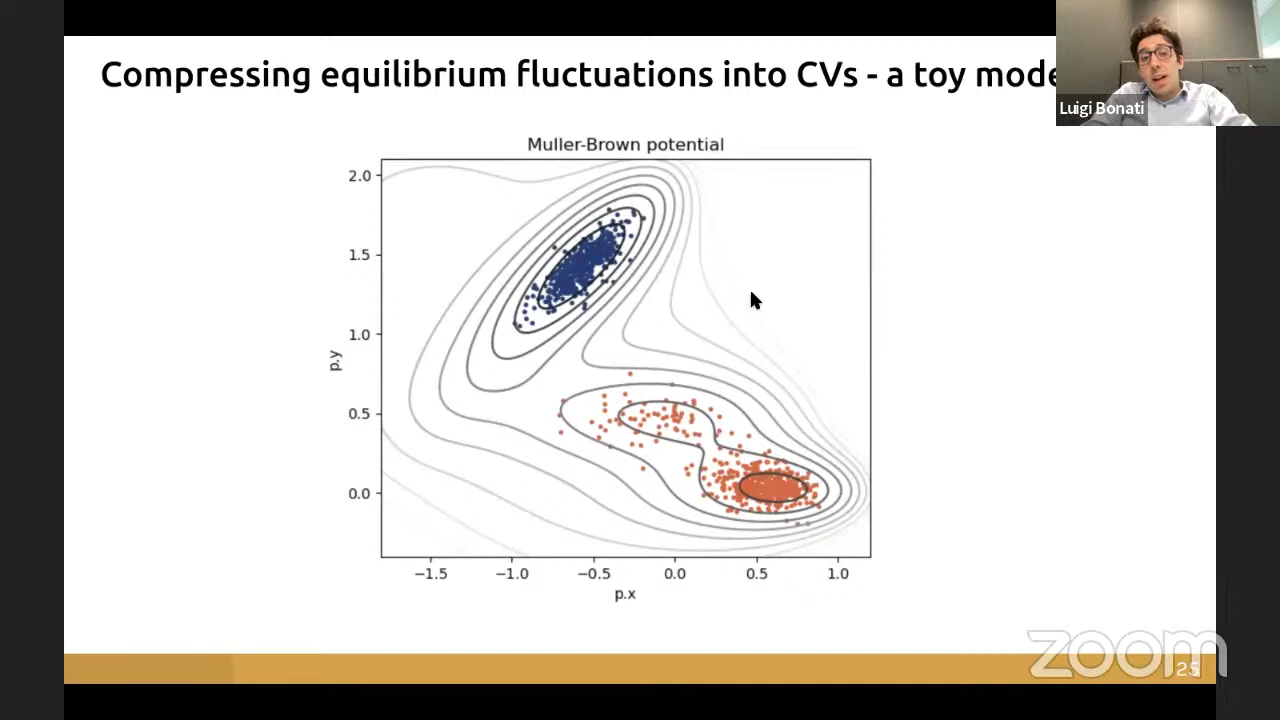 Compressing equilibrium fluctuations into CVs - a toy mode
Luigi Bonati
Muller-Brown potential
2.0
1.5
1.0
0.5
0.0
p.y
−1.5
−1.0
−0.5
0.0
0.5
1.0
p.x
zoom
25